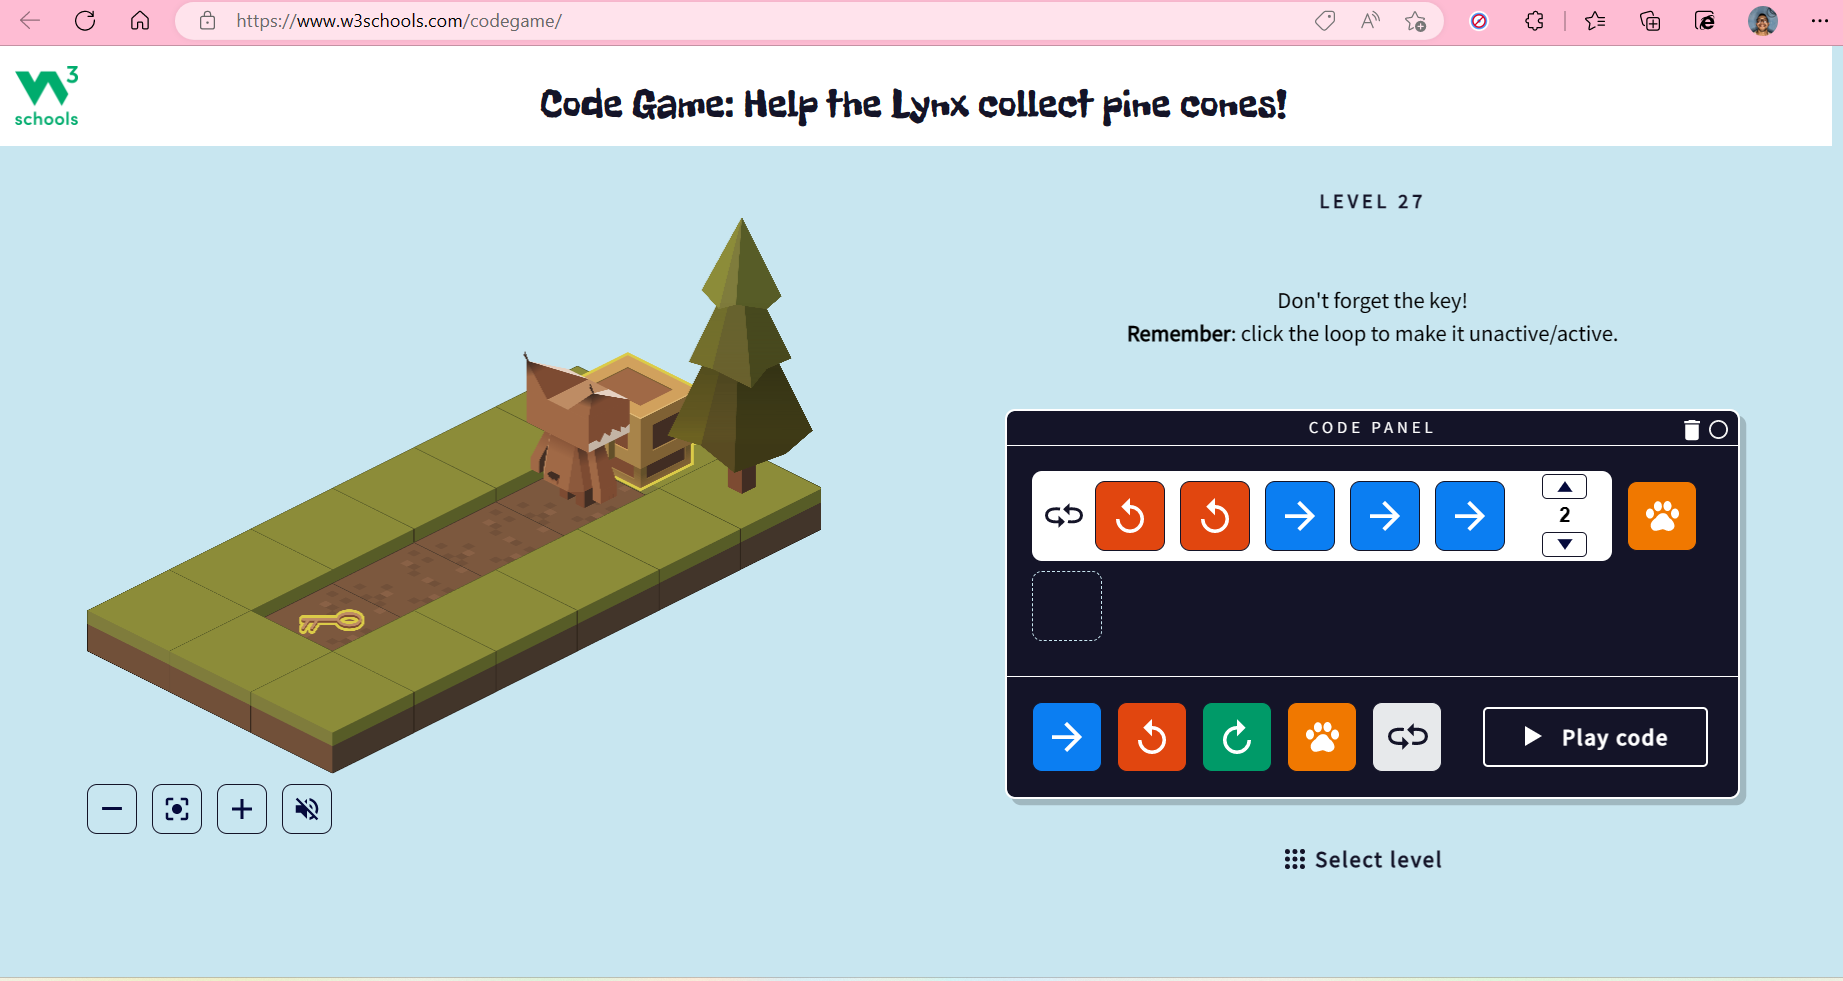 https://www.w3schools.com/codegame/
W3
schools
Code Game: Help the Lynx collect pine cones!
LEVEL 27
Don't forget the key!
Remember: click the loop to make it unactive/active.
CODE PANEL
2
Play code
Select level